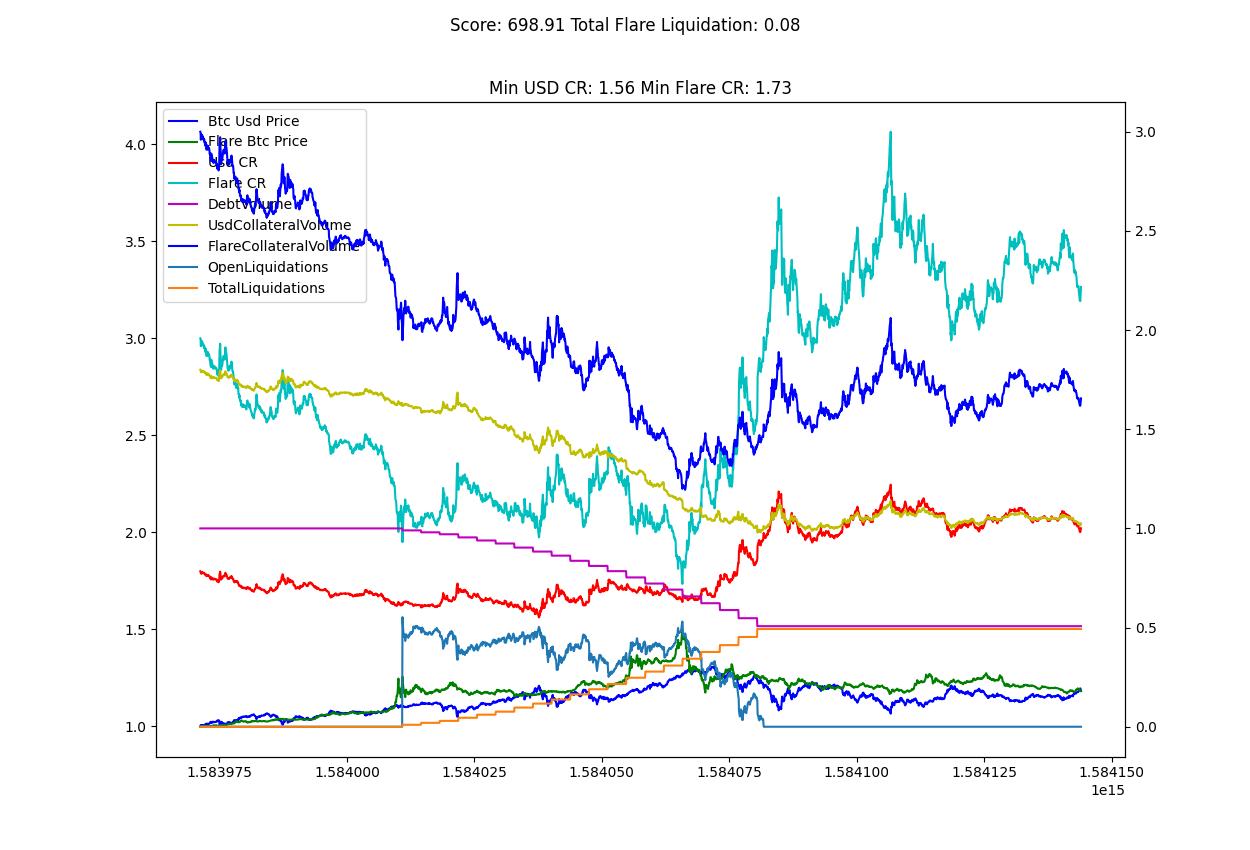 Score: 698.91 Total Flare Liquidation: 0.08
Min USD CR: 1.56 Min Flare CR: 1.73
Btc Usd Price
Flare Btc Price
Usd CR
Flare CR
DebtVolume
UsdCollateralVolume
FlareCollateralVolume
OpenLiquidations
TotalLiquidations
4.0
3.5
3.0
2.5
2.0
1.5
1.0
3.0
2.5
2.0
1.5
1.0
0.5
0.0
1.583975 1.584000 1.584025 1.584050 1.584075 1.584100 1.584125 1.584150
1e15